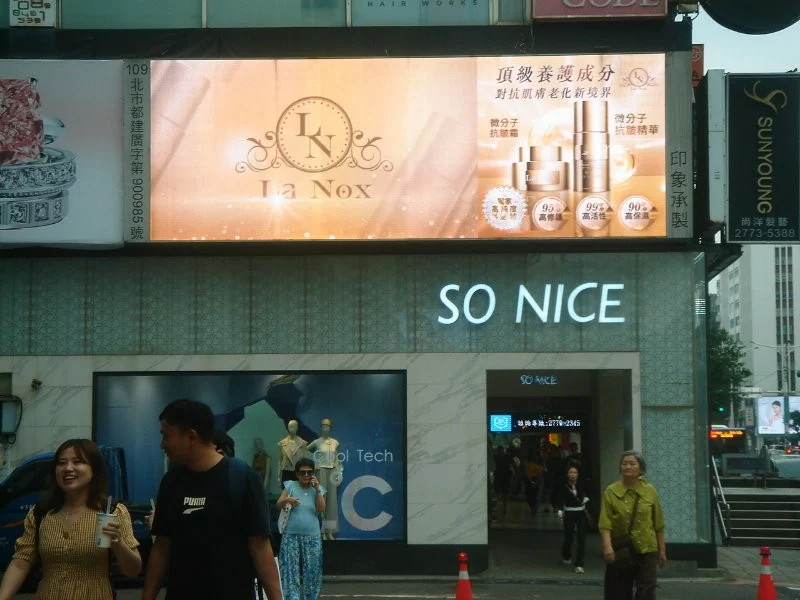 HAIR WORKS
CODE
109
北市都建廣字第900985號
LN
La Nox
頂級養護成分
對抗肌膚老化新境界
LN
微分子
抗皺霜
微分子
抗皺精華
95%
高修護
99%
高活性
90%
高保濕
印象承製
SUNYOUNG
尚洋髮藝
2773-5388
SO NICE
SO NICE
Cool Tech
PUMA